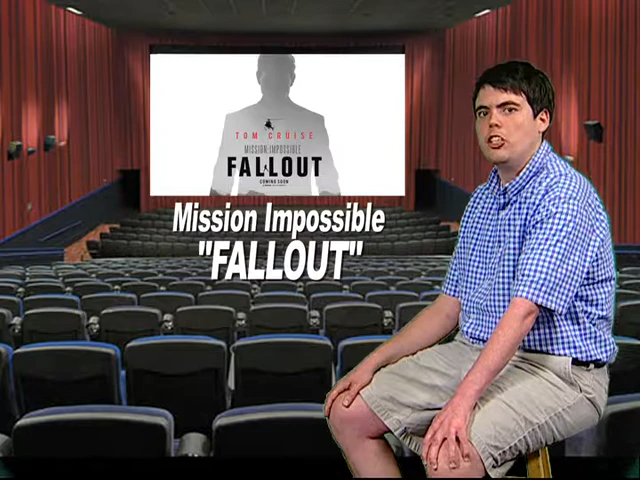 TOM CRUISE
MISSION: IMPOSSIBLE
FALLOUT
COMING SOON
Mission Impossible
"FALLOUT"